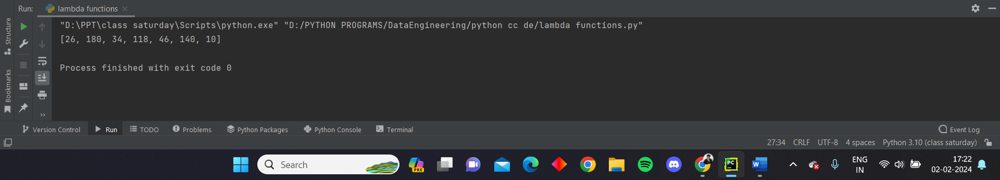 Run: lambda functions
Structure
Bookmarks
"D:\PPT\class saturday\Scripts\python.exe" "D:/PYTHON PROGRAMS/DataEngineering/python cc de/lambda functions.py"
[26, 180, 34, 118, 46, 140, 10]
Process finished with exit code 0
Version Control Run TODO Problems Python Packages Python Console Terminal Event Log
27:34 CRLF UTF-8 4 spaces Python 3.10 (class saturday)
Search PRE PC W ENG 17:22
IN 02-02-2024